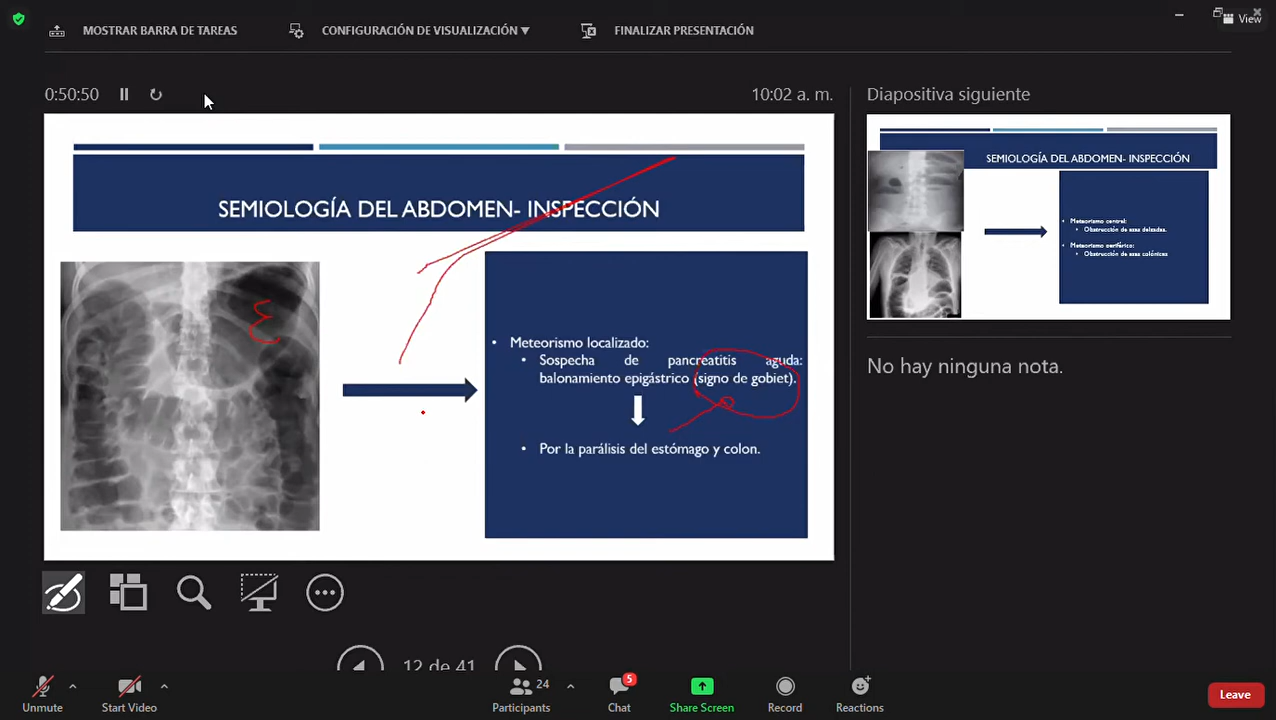 MOSTRAR BARRA DE TAREAS
CONFIGURACIÓN DE VISUALIZACIÓN ▼
FINALIZAR PRESENTACIÓN
View
0:50:50
10:02 a. m.
SEMIOLOGÍA DEL ABDOMEN- INSPECCIÓN
• Meteorismo localizado:
• Sospecha de pancreatitis aguda:
balonamiento epigástrico (signo de gobiet).
• Por la parálisis del estómago y colon.
Diapositiva siguiente
SEMIOLOGÍA DEL ABDOMEN- INSPECCIÓN
• Meteorismo central:
• Obstrucción de asas delgadas.
• Meteorismo periférico:
• Obstrucción de asas colónicas
No hay ninguna nota.
12 de 41
Unmute
Start Video
24
Participants
5
Chat
Share Screen
Record
Reactions
Leave